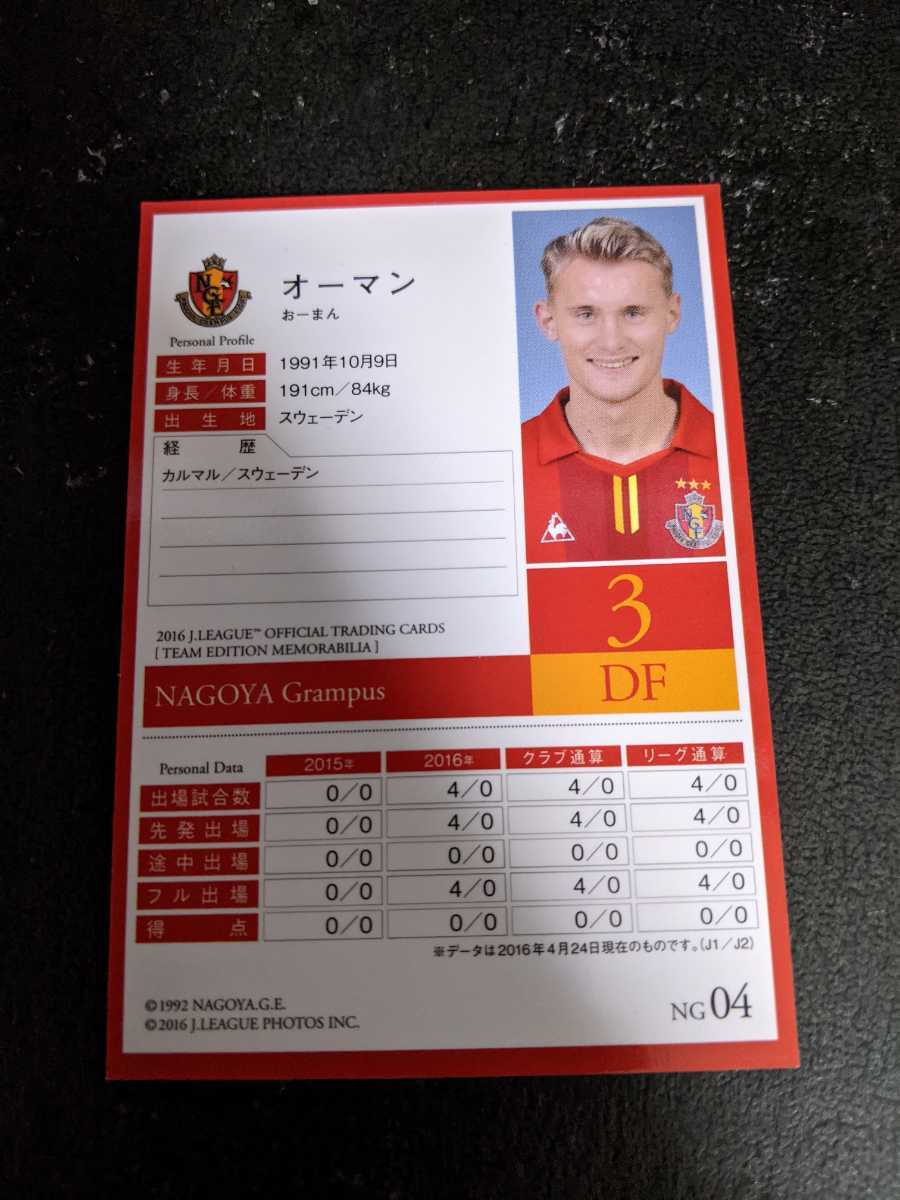 オーマン
おーまん
Personal Profile
生年月日 1991年10月9日
身長/体重 191cm/84kg
出生地 スウェーデン
経歴
カルマル/スウェーデン
NGE
2016 J.LEAGUE™ OFFICIAL TRADING CARDS
[ TEAM EDITION MEMORABILIA ]
3
DF
NAGOYA Grampus
Personal Data 2015年 2016年 クラブ通算 リーグ通算
出場試合数 0/0 4/0 4/0 4/0
先発出場 0/0 4/0 4/0 4/0
途中出場 0/0 0/0 0/0 0/0
フル出場 0/0 4/0 4/0 4/0
得点 0/0 0/0 0/0 0/0
※データは2016年4月24日現在のものです。(J1/J2)
©1992 NAGOYA.G.E.
©2016 J.LEAGUE PHOTOS INC.
NG04